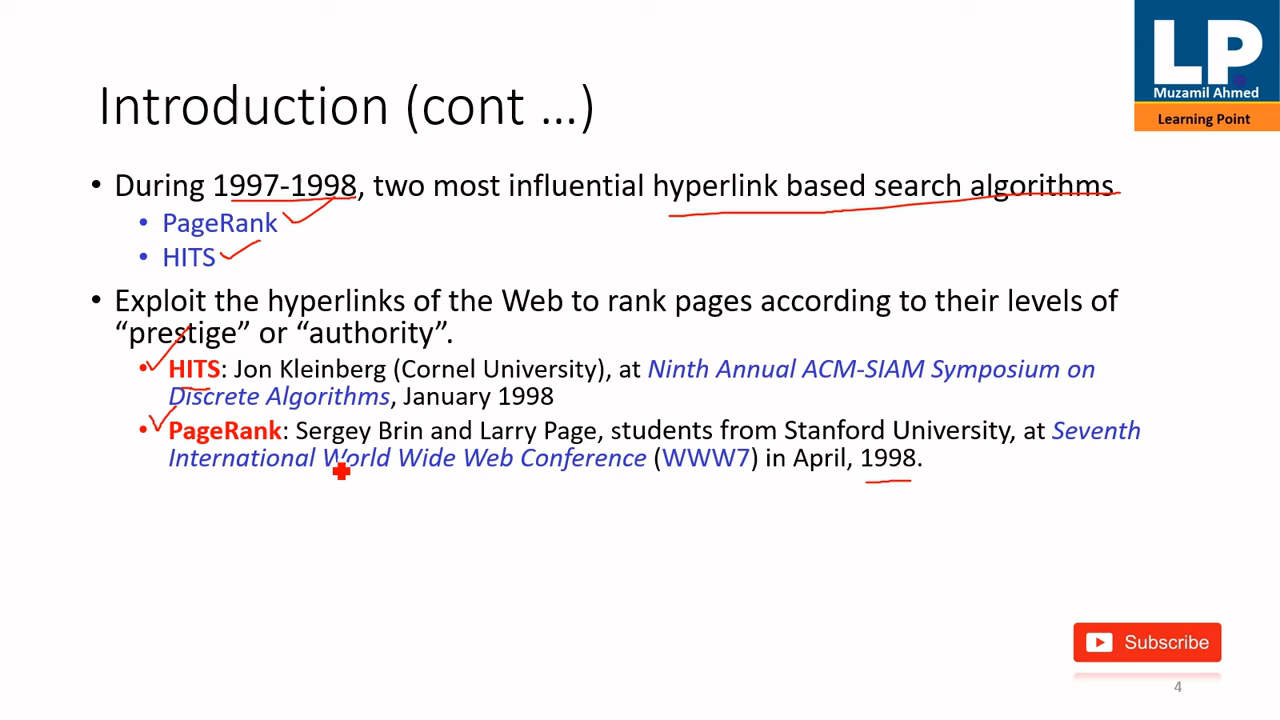 LP.
Muzamil Ahmed
Learning Point
Introduction (cont …)
• During 1997-1998, two most influential hyperlink based search algorithms
• PageRank
• HITS
• Exploit the hyperlinks of the Web to rank pages according to their levels of
“prestige” or “authority”.
• HITS: Jon Kleinberg (Cornel University), at Ninth Annual ACM-SIAM Symposium on
Discrete Algorithms, January 1998
• PageRank: Sergey Brin and Larry Page, students from Stanford University, at Seventh
International World Wide Web Conference (WWW7) in April, 1998.
Subscribe
4